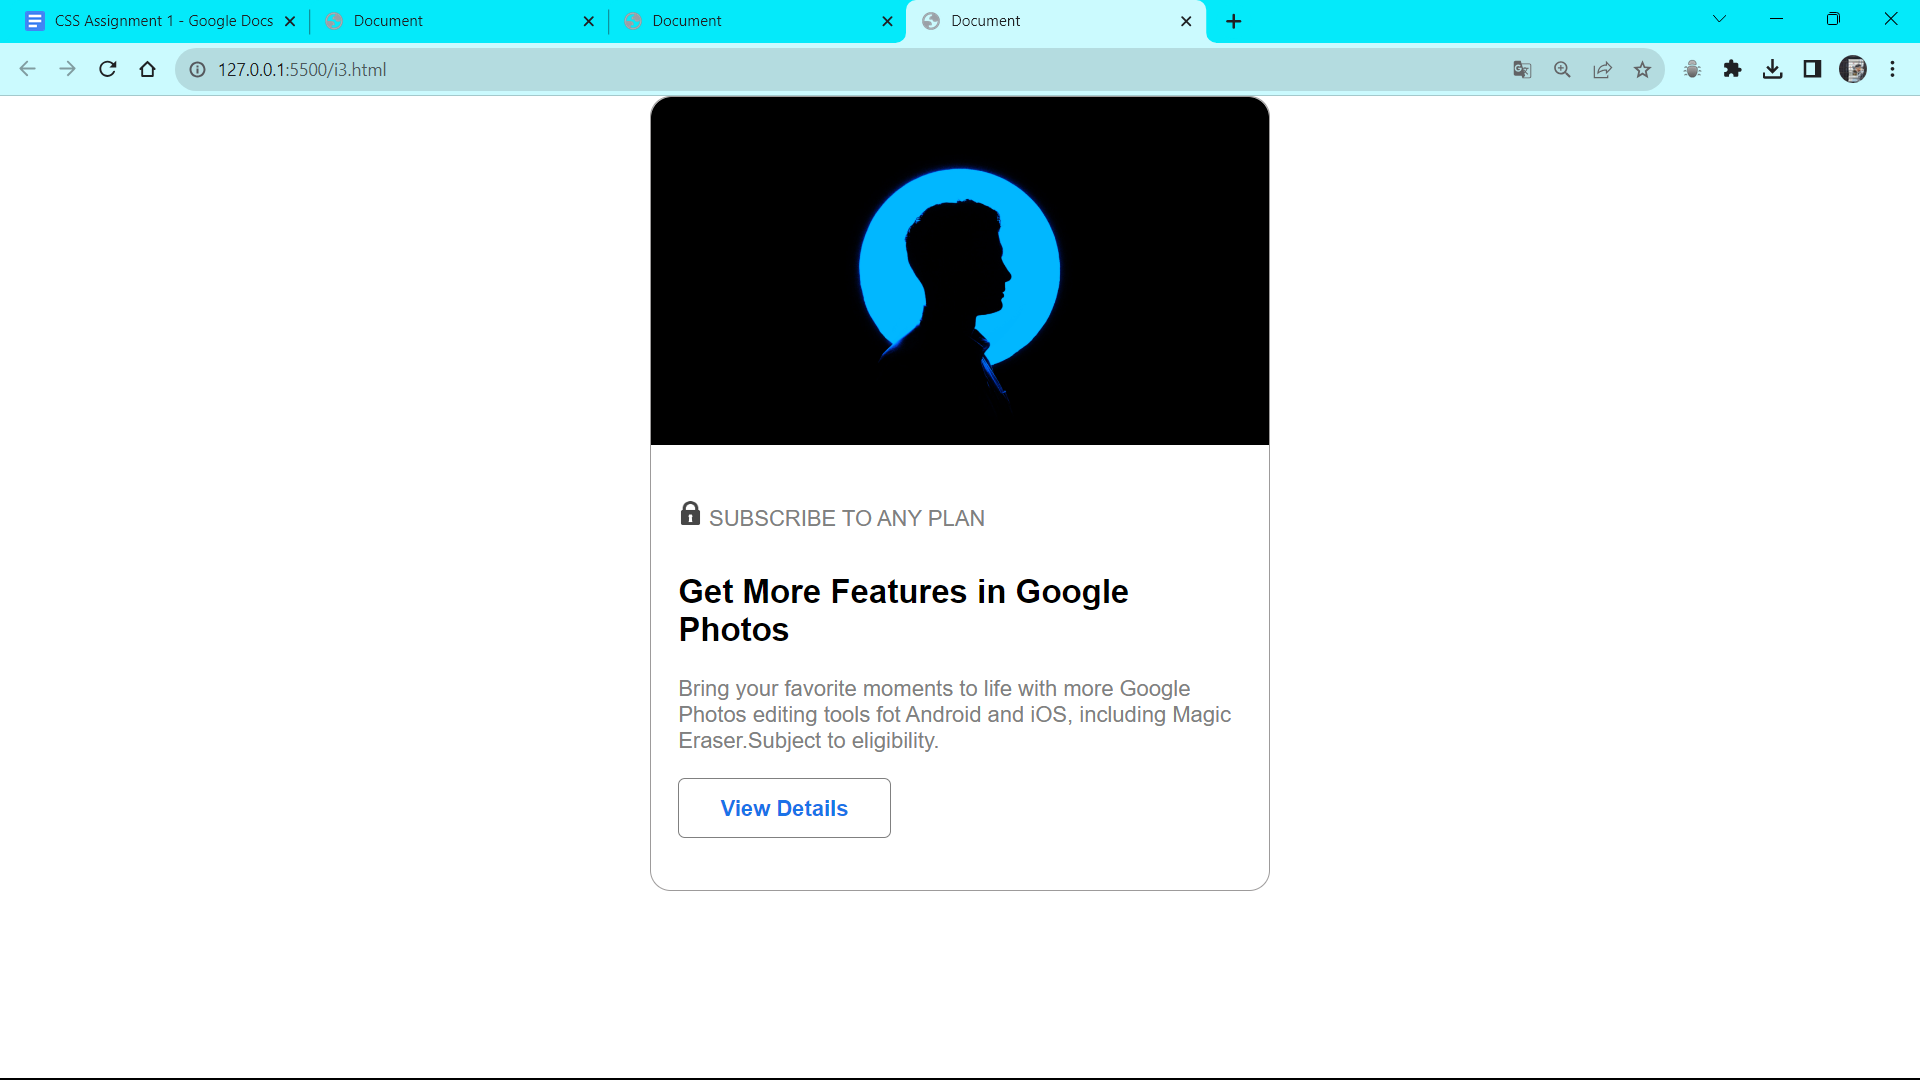 CSS Assignment 1 - Google Docs
Document
Document
Document
127.0.0.1:5500/i3.html
SUBSCRIBE TO ANY PLAN
Get More Features in Google
Photos
Bring your favorite moments to life with more Google
Photos editing tools fot Android and iOS, including Magic
Eraser.Subject to eligibility.
View Details